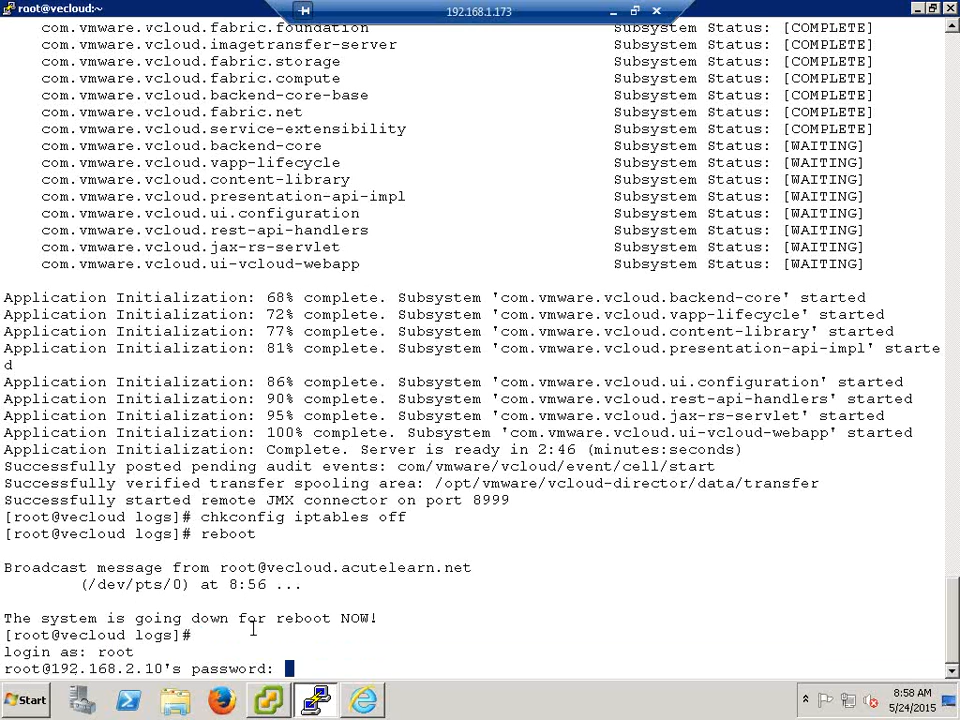 root@vecloud:~
192.168.1.173
com.vmware.vcloud.fabric.foundation Subsystem Status: [COMPLETE]
com.vmware.vcloud.imagetransfer-server Subsystem Status: [COMPLETE]
com.vmware.vcloud.fabric.storage Subsystem Status: [COMPLETE]
com.vmware.vcloud.fabric.compute Subsystem Status: [COMPLETE]
com.vmware.vcloud.backend-core-base Subsystem Status: [COMPLETE]
com.vmware.vcloud.fabric.net Subsystem Status: [COMPLETE]
com.vmware.vcloud.service-extensibility Subsystem Status: [COMPLETE]
com.vmware.vcloud.backend-core Subsystem Status: [WAITING]
com.vmware.vcloud.vapp-lifecycle Subsystem Status: [WAITING]
com.vmware.vcloud.content-library Subsystem Status: [WAITING]
com.vmware.vcloud.presentation-api-impl Subsystem Status: [WAITING]
com.vmware.vcloud.ui.configuration Subsystem Status: [WAITING]
com.vmware.vcloud.rest-api-handlers Subsystem Status: [WAITING]
com.vmware.vcloud.jax-rs-servlet Subsystem Status: [WAITING]
com.vmware.vcloud.ui-vcloud-webapp Subsystem Status: [WAITING]
Application Initialization: 68% complete. Subsystem 'com.vmware.vcloud.backend-core' started
Application Initialization: 72% complete. Subsystem 'com.vmware.vcloud.vapp-lifecycle' started
Application Initialization: 77% complete. Subsystem 'com.vmware.vcloud.content-library' started
Application Initialization: 81% complete. Subsystem 'com.vmware.vcloud.presentation-api-impl' starte
d
Application Initialization: 86% complete. Subsystem 'com.vmware.vcloud.ui.configuration' started
Application Initialization: 90% complete. Subsystem 'com.vmware.vcloud.rest-api-handlers' started
Application Initialization: 95% complete. Subsystem 'com.vmware.vcloud.jax-rs-servlet' started
Application Initialization: 100% complete. Subsystem 'com.vmware.vcloud.ui-vcloud-webapp' started
Application Initialization: Complete. Server is ready in 2:46 (minutes:seconds)
Successfully posted pending audit events: com/vmware/vcloud/event/cell/start
Successfully verified transfer spooling area: /opt/vmware/vcloud-director/data/transfer
Successfully started remote JMX connector on port 8999
[root@vecloud logs]# chkconfig iptables off
[root@vecloud logs]# reboot
Broadcast message from root@vecloud.acutelearn.net
(/dev/pts/0) at 8:56 ...
The system is going down for reboot NOW!
[root@vecloud logs]#
login as: root
root@192.168.2.10's password:
Start
8:58 AM
5/24/2015